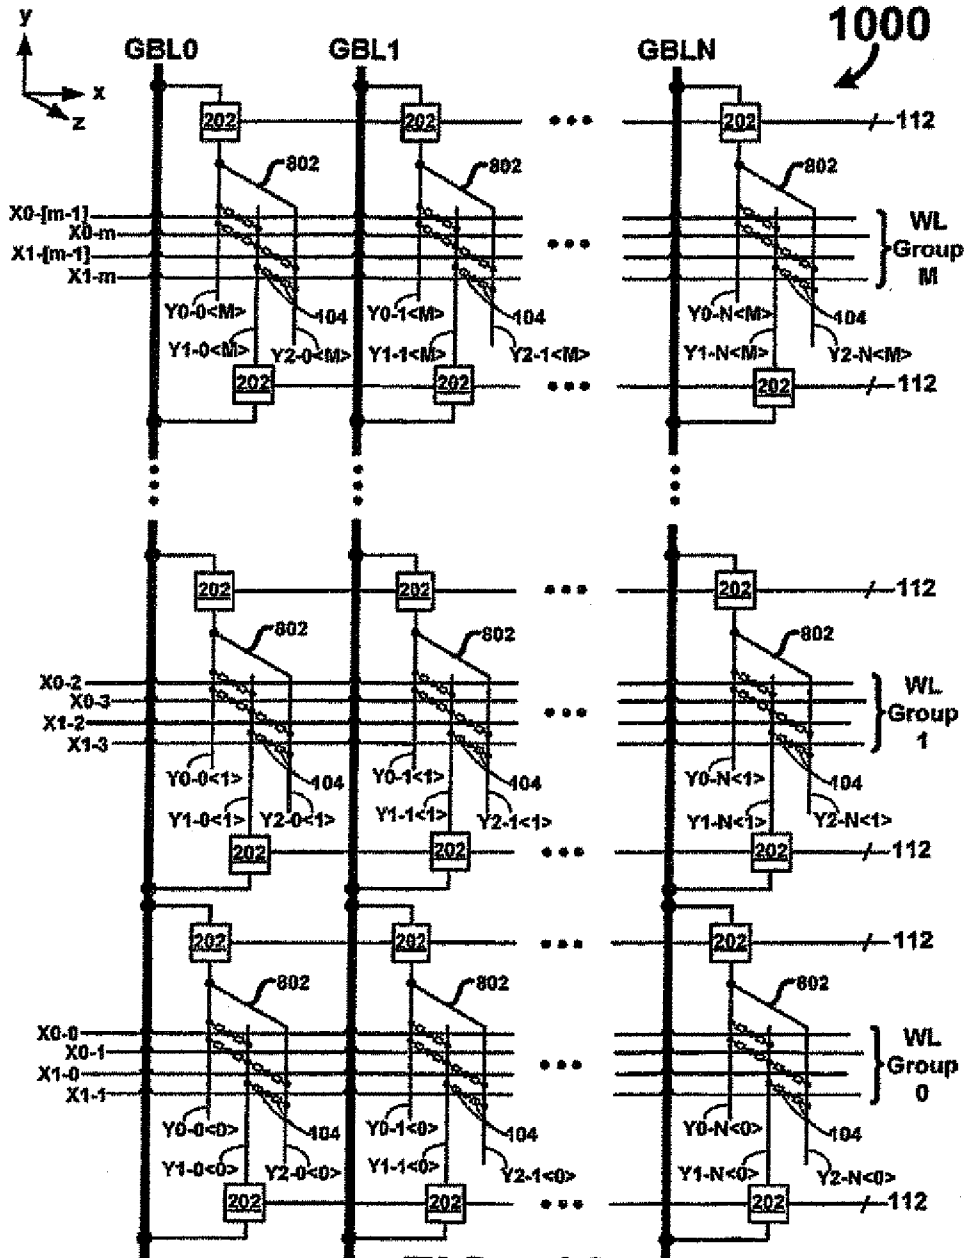 y
GBL0 GBL1 GBLN 1000
x
z
202 202 202 112
802 802 802
X0-[m-1]
X0-m
X1-[m-1]
X1-m
WL
Group
M
Y0-0<M> 104 Y0-1<M> 104 Y0-N<M> 104
Y1-0<M> Y2-0<M> Y1-1<M> Y2-1<M> Y1-N<M> Y2-N<M>
202 202 202 112
202 202 202 112
802 802 802
X0-2
X0-3
X1-2
X1-3
WL
Group
1
Y0-0<1> 104 Y0-1<1> 104 Y0-N<1> 104
Y1-0<1> Y2-0<1> Y1-1<1> Y2-1<1> Y1-N<1> Y2-N<1>
202 202 202 112
202 202 202 112
802 802 802
X0-0
X0-1
X1-0
X1-1
WL
Group
0
Y0-0<0> 104 Y0-1<0> 104 Y0-N<0> 104
Y1-0<0> Y2-0<0> Y1-1<0> Y2-1<0> Y1-N<0> Y2-N<0>
202 202 202 112